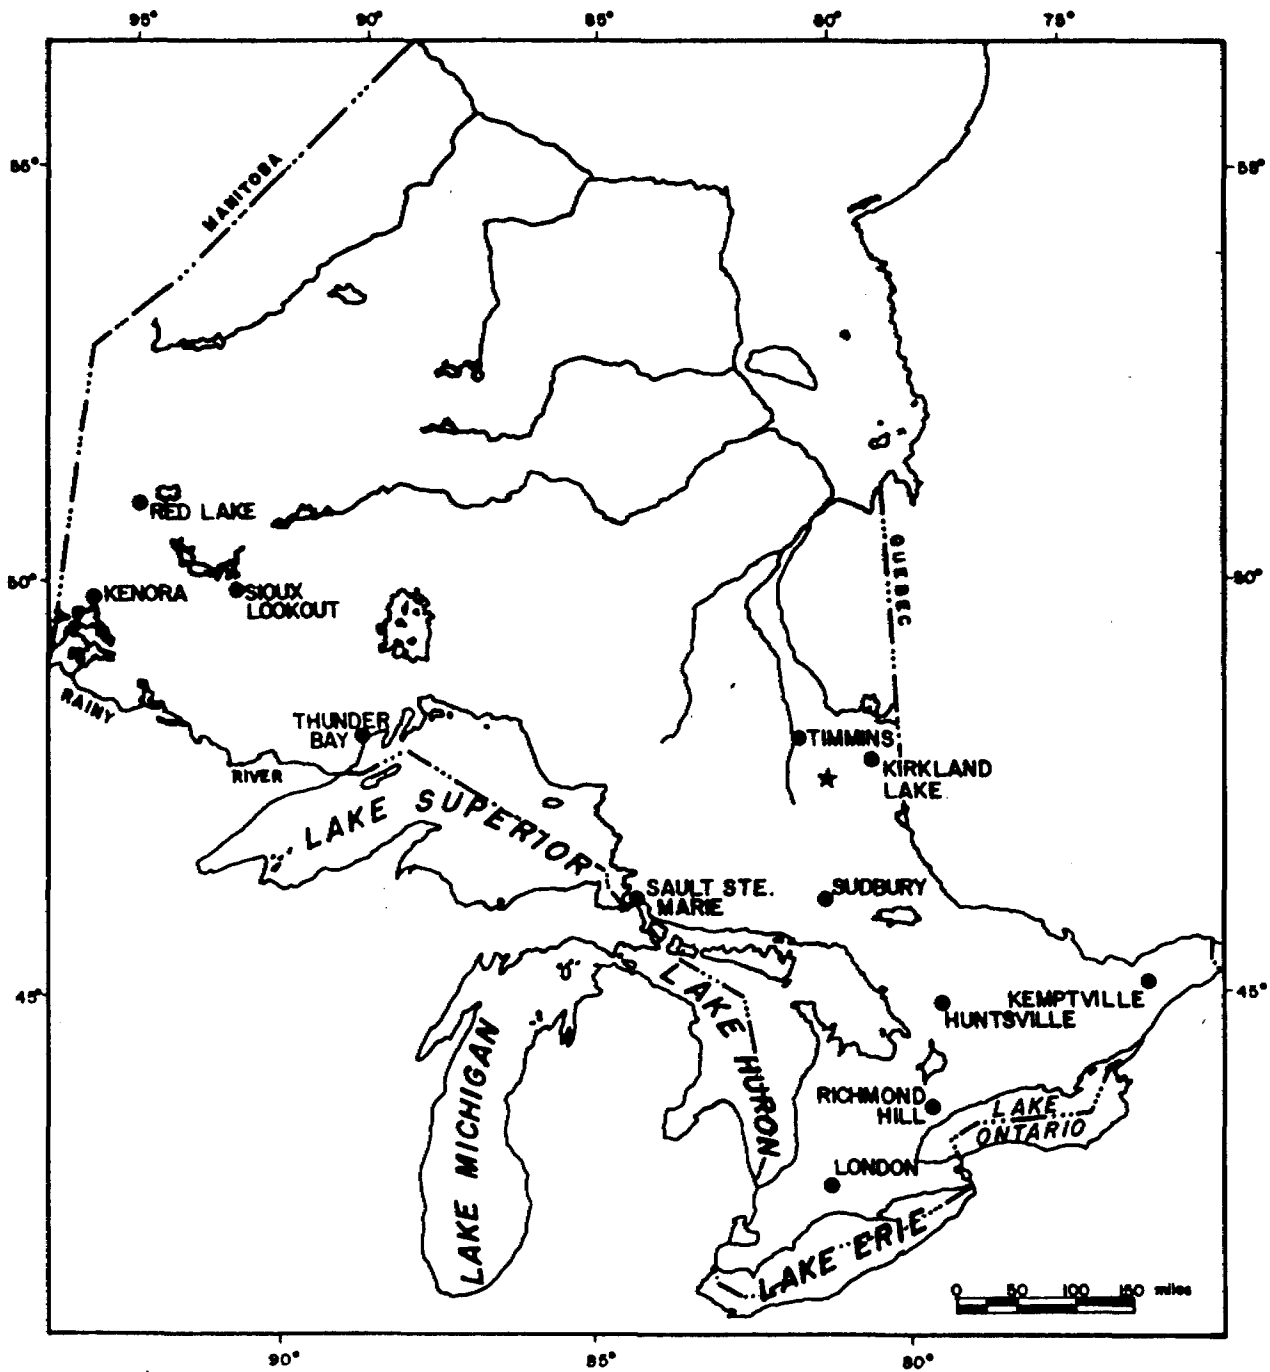 95° 90° 85° 80° 75°
55° 55°
MANITOBA
RED LAKE
QUEBEC
50° 50°
KENORA
SIOUX
LOOKOUT
RAINY
THUNDER
BAY
RIVER
TIMMINS
KIRKLAND
LAKE
LAKE SUPERIOR
SAULT STE.
MARIE
SUDBURY
45° 45°
KEMPTVILLE
HUNTSVILLE
LAKE HURON
LAKE MICHIGAN
RICHMOND
HILL
LAKE
ONTARIO
LONDON
LAKE ERIE
0 50 100 150 miles
90° 85° 80°